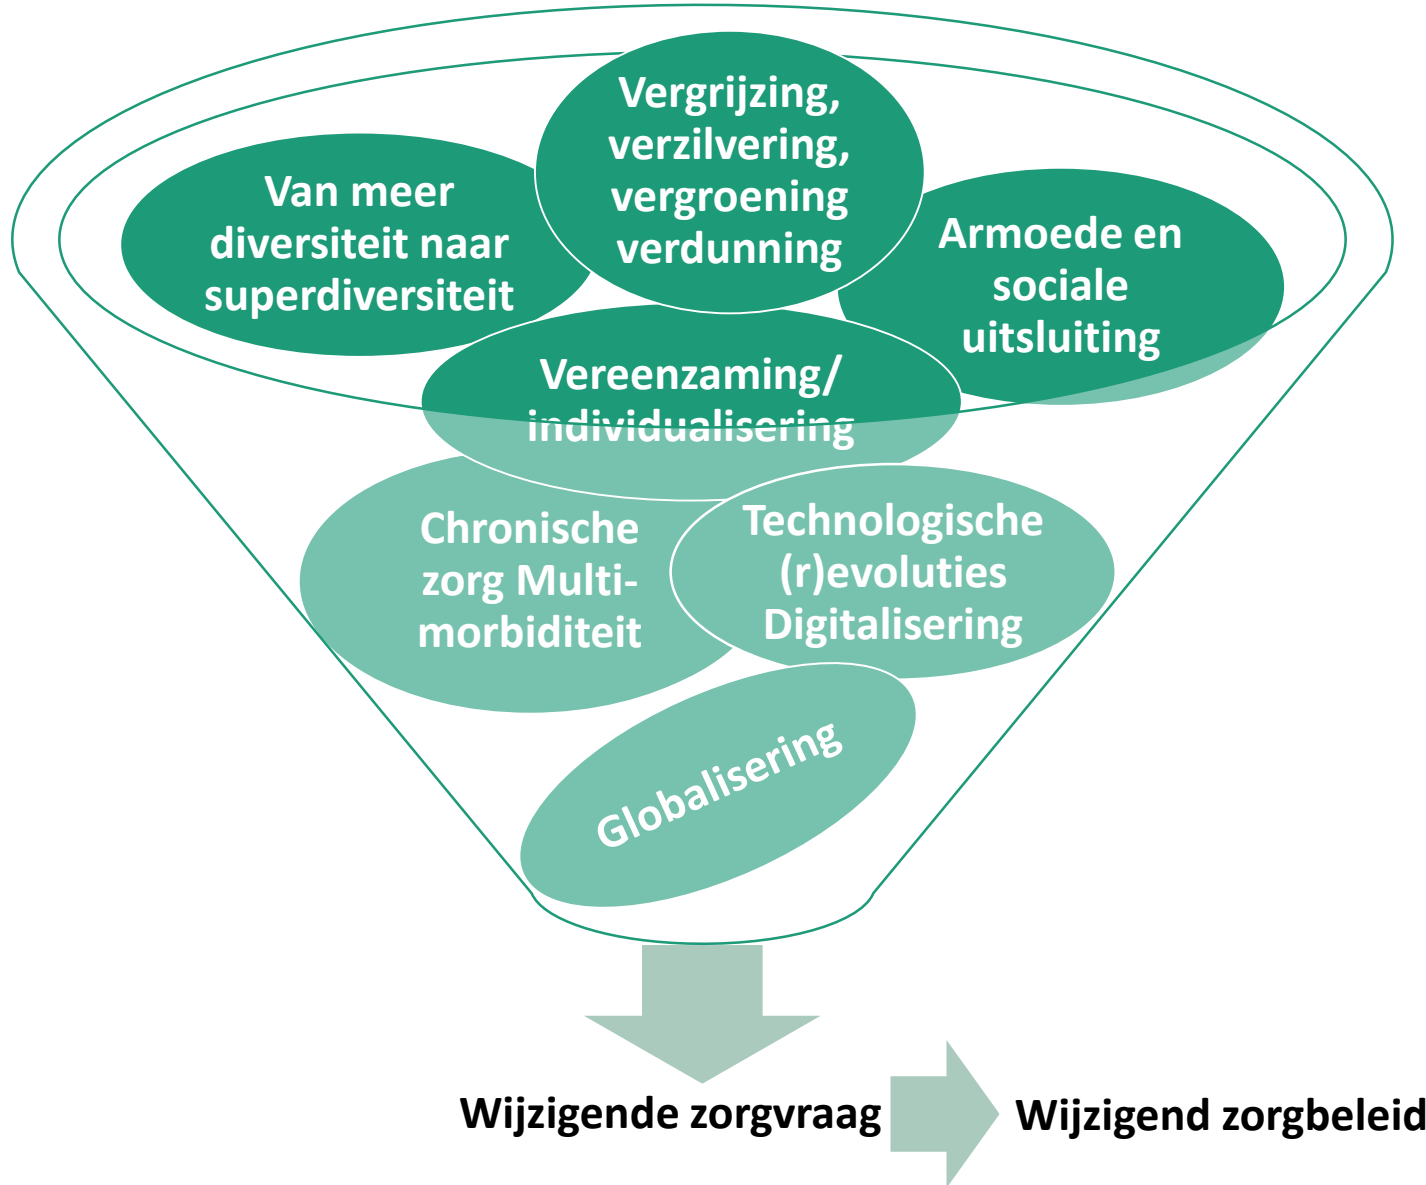 Vergrijzing,
verzilvering,
vergroening
verdunning
Van meer
diversiteit naar
superdiversiteit
Armoede en
sociale
uitsluiting
Vereenzaming/
individualisering
Chronische
zorg Multi-
morbiditeit
Technologische
(r)evoluties
Digitalisering
Globalisering
Wijzigende zorgvraag
Wijzigend zorgbeleid